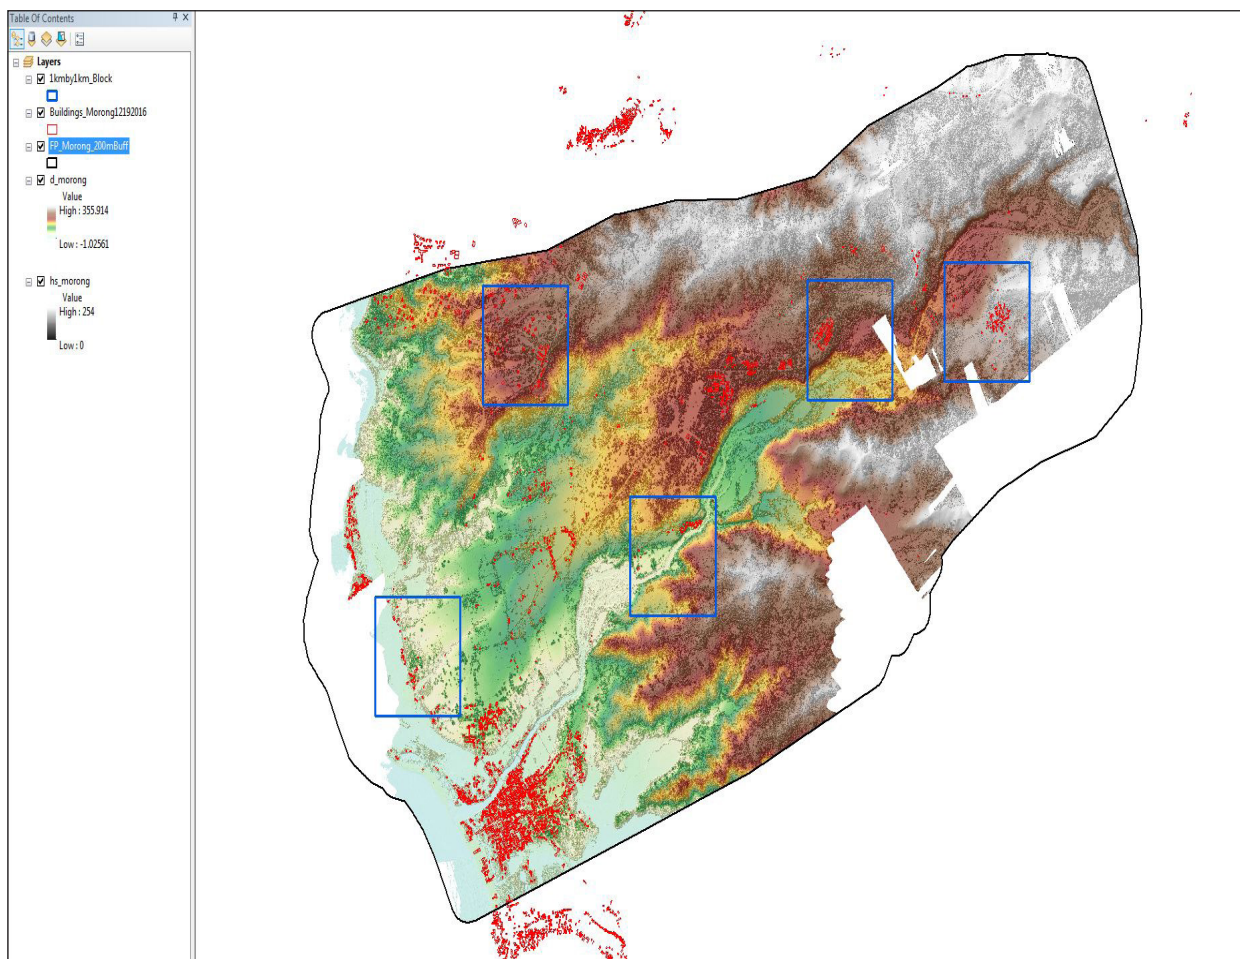 Table Of Contents
Layers
1kmby1km_Block
Buildings_Morong12192016
FP_Morong_200mBuff
d_morong
Value
High : 355.914
Low : -1.02561
hs_morong
Value
High : 254
Low : 0